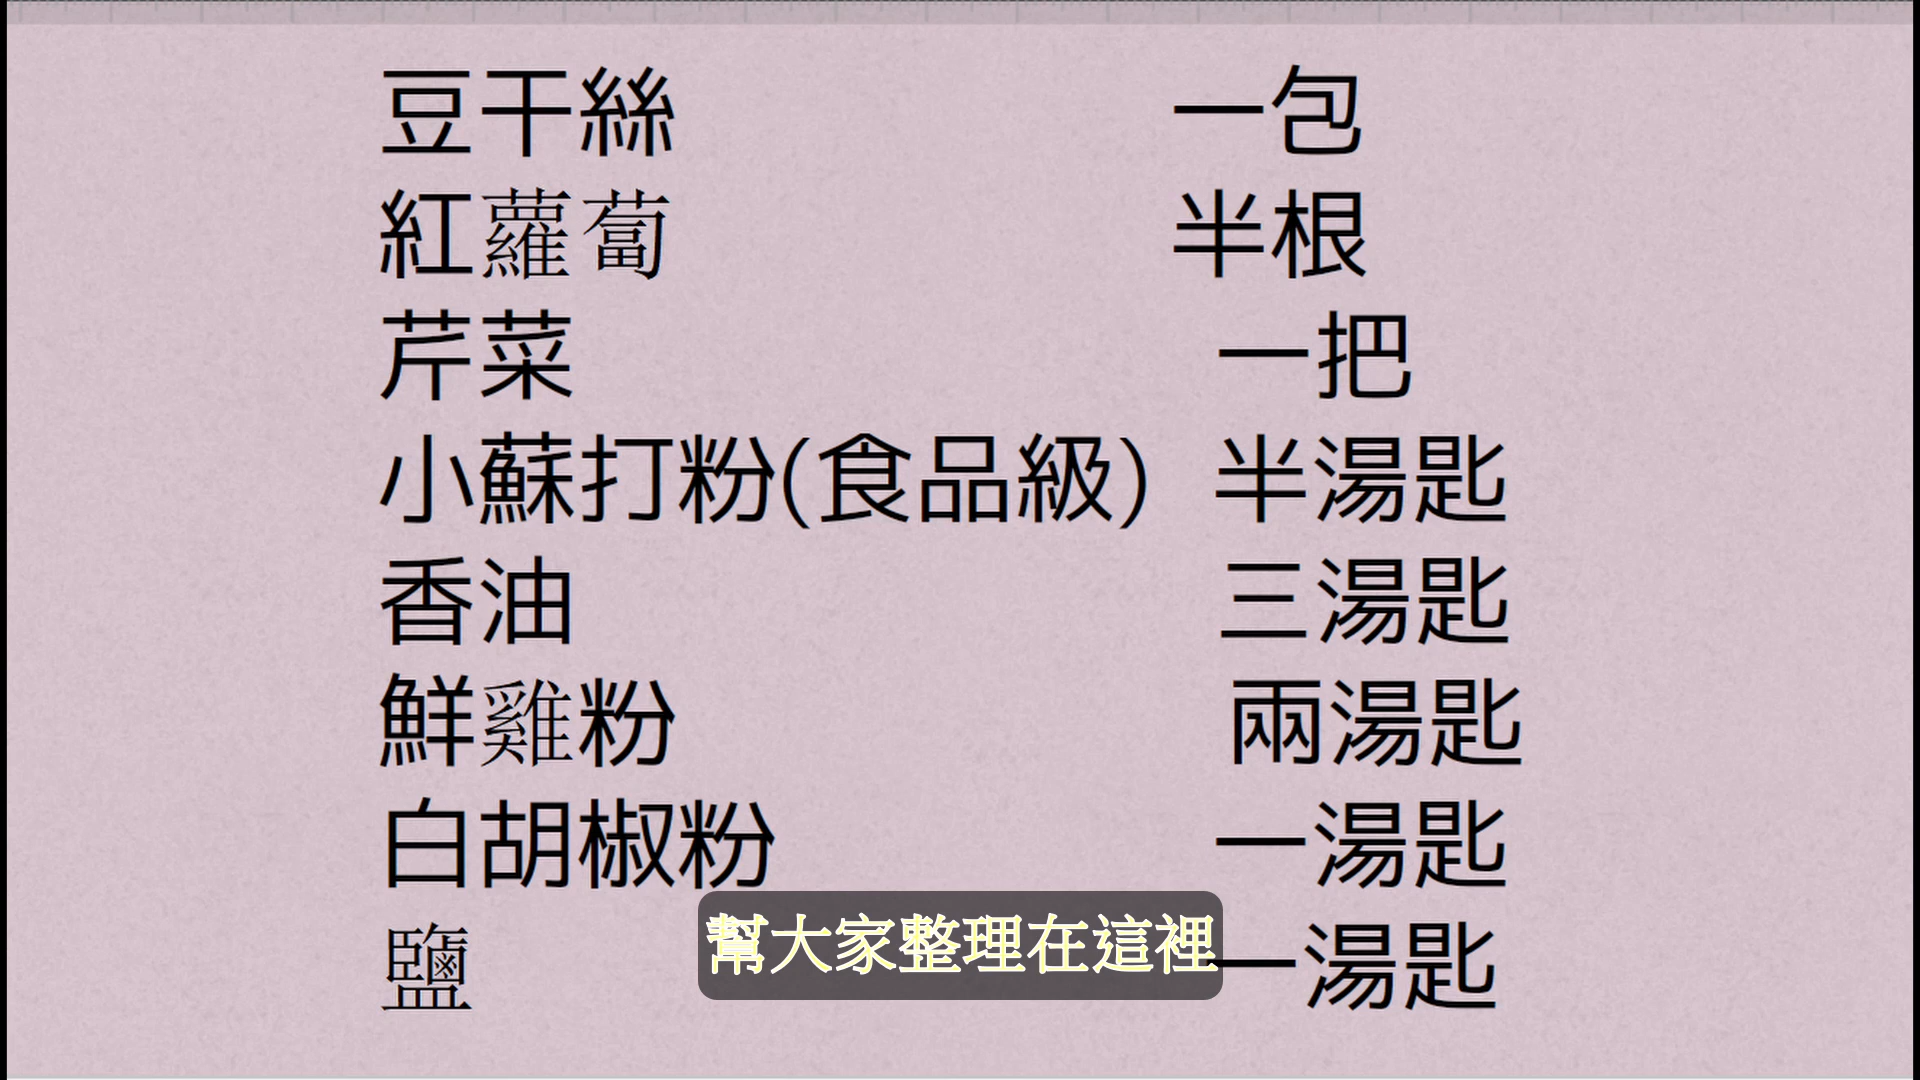 豆干絲 一包
紅蘿蔔 半根
芹菜 一把
小蘇打粉(食品級) 半湯匙
香油 三湯匙
鮮雞粉 兩湯匙
白胡椒粉 一湯匙
鹽 一湯匙
幫大家整理在這裡